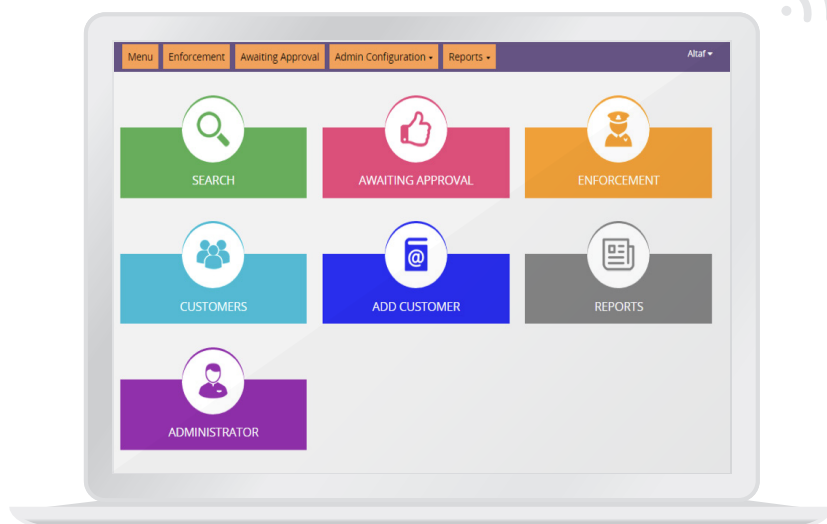 Menu Enforcement Awaiting Approval Admin Configuration Reports Altaf
SEARCH AWAITING APPROVAL ENFORCEMENT
@
CUSTOMERS ADD CUSTOMER REPORTS
ADMINISTRATOR